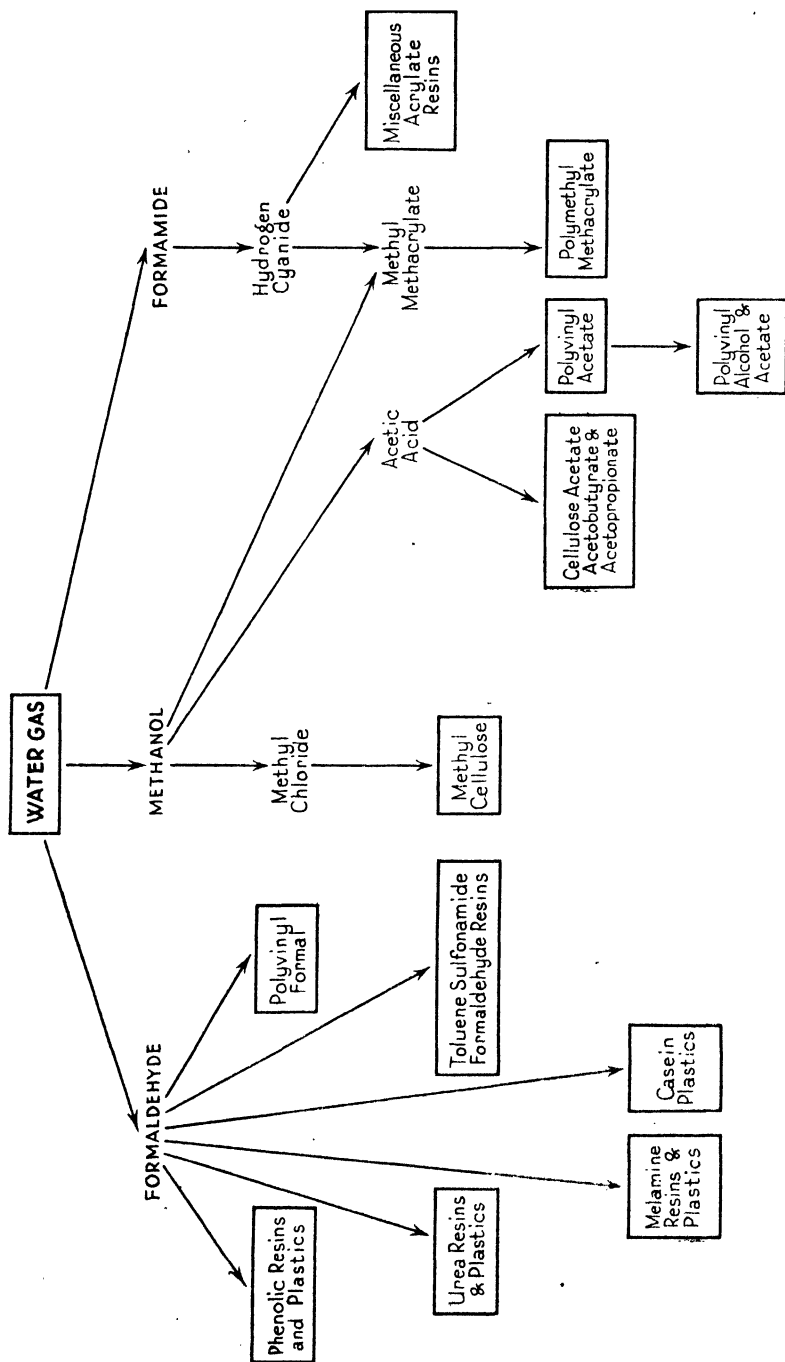 WATER GAS
FORMALDEHYDE
METHANOL
FORMAMIDE
Phenolic Resins
and Plastics
Polyvinyl
Formal
Methyl
Chloride
Hydrogen
Cyanide
Urea Resins
& Plastics
Toluene Sulfonamide
Formaldehyde Resins
Methyl
Cellulose
Acetic
Acid
Methyl
Methacrylate
Miscellaneous
Acrylate
Resins
Melamine
Resins &
Plastics
Casein
Plastics
Cellulose Acetate
Acetobutyrate &
Acetopropionate
Polyvinyl
Acetate
Polymethyl
Methacrylate
Polyvinyl
Alcohol &
Acetate